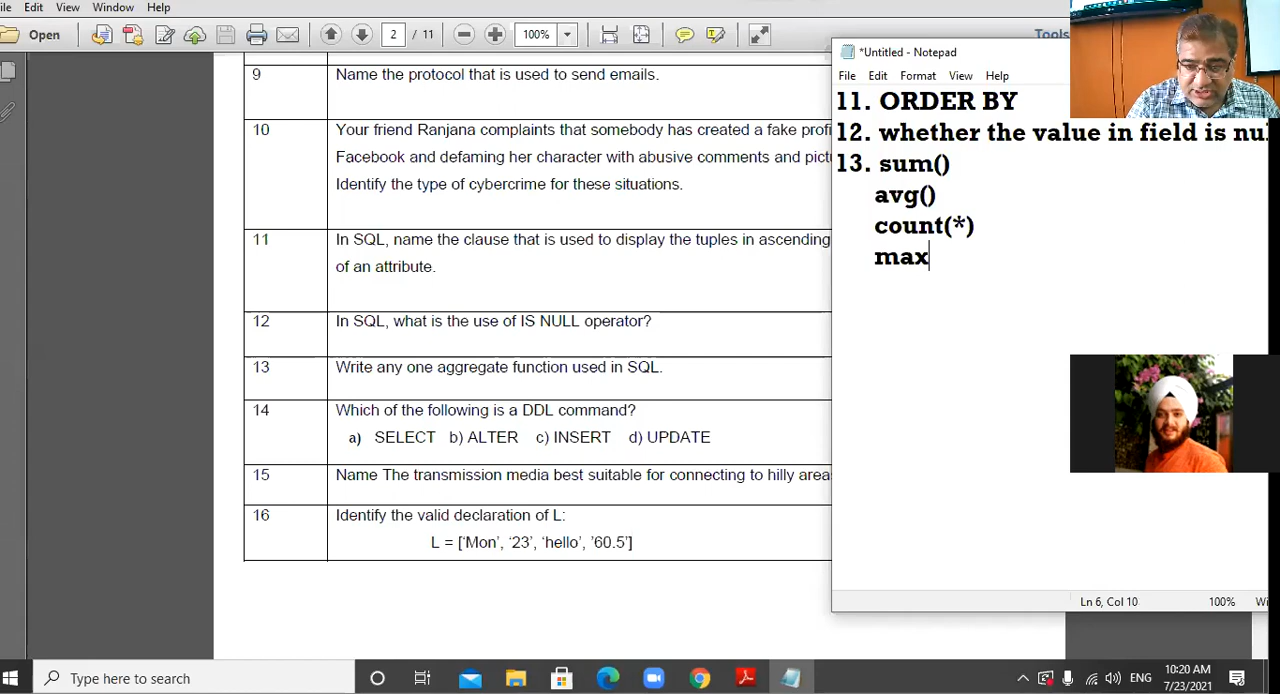 ile Edit View Window Help
Open
2 / 11
100%
Tools
9 Name the protocol that is used to send emails.
10 Your friend Ranjana complaints that somebody has created a fake profi
Facebook and defaming her character with abusive comments and pictu
Identify the type of cybercrime for these situations.
11 In SQL, name the clause that is used to display the tuples in ascending
of an attribute.
12 In SQL, what is the use of IS NULL operator?
13 Write any one aggregate function used in SQL.
14 Which of the following is a DDL command?
a) SELECT b) ALTER c) INSERT d) UPDATE
15 Name The transmission media best suitable for connecting to hilly area
16 Identify the valid declaration of L:
L = [‘Mon’, ‘23’, ‘hello’, ’60.5’]
*Untitled - Notepad
File Edit Format View Help
11. ORDER BY
12. whether the value in field is nul
13. sum()
avg()
count(*)
max
Ln 6, Col 10
100%
Wi
Type here to search
ENG
10:20 AM
7/23/2021